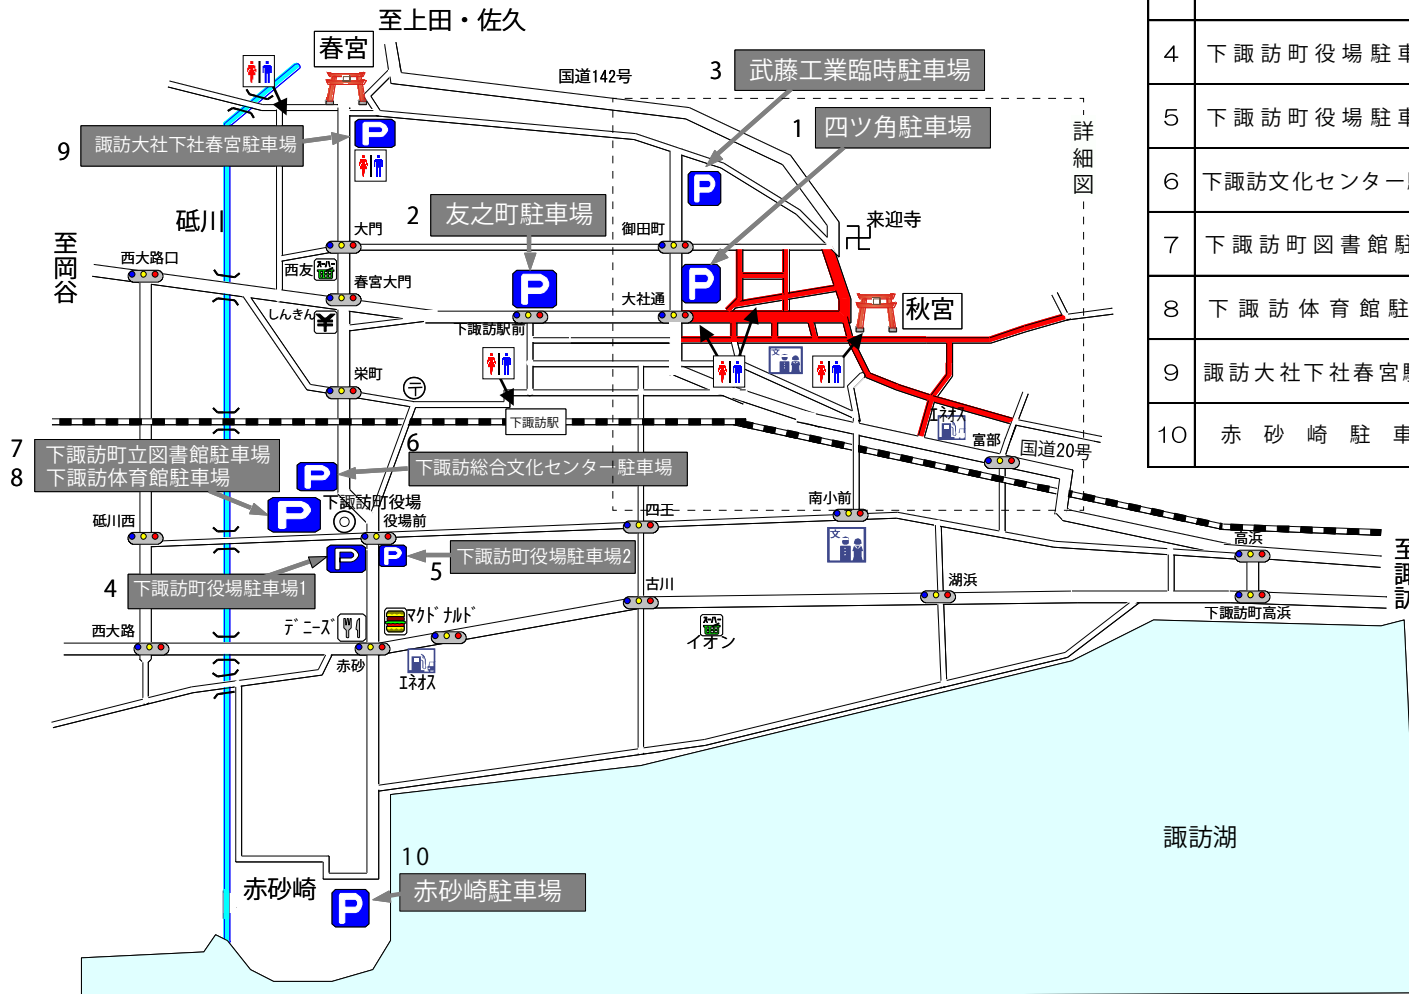 至上田・佐久
春宮
国道142号
3
武藤工業臨時駐車場
1
四ツ角駐車場
詳細図
9
諏訪大社下社春宮駐車場
2
友之町駐車場
砥川
至岡谷
西大路口
大門
御田町
来迎寺
西友
スーパー
春宮大門
大社通
しんきん
下諏訪駅前
秋宮
文
栄町
下諏訪駅
エネオス
富部
国道20号
7
下諏訪町立図書館駐車場
8
下諏訪体育館駐車場
6
下諏訪総合文化センター駐車場
下諏訪町役場
砥川西
役場前
四王
南小前
文
高浜
至諏訪
4
下諏訪町役場駐車場1
5
下諏訪町役場駐車場2
古川
湖浜
下諏訪町高浜
西大路
デニーズ
マクドナルド
赤砂
エネオス
スーパー
イオン
諏訪湖
10
赤砂崎
赤砂崎駐車場
4 下諏訪町役場駐車
5 下諏訪町役場駐車
6 下諏訪文化センター
7 下諏訪町図書館駐
8 下諏訪体育館駐
9 諏訪大社下社春宮駐
10 赤砂崎駐車